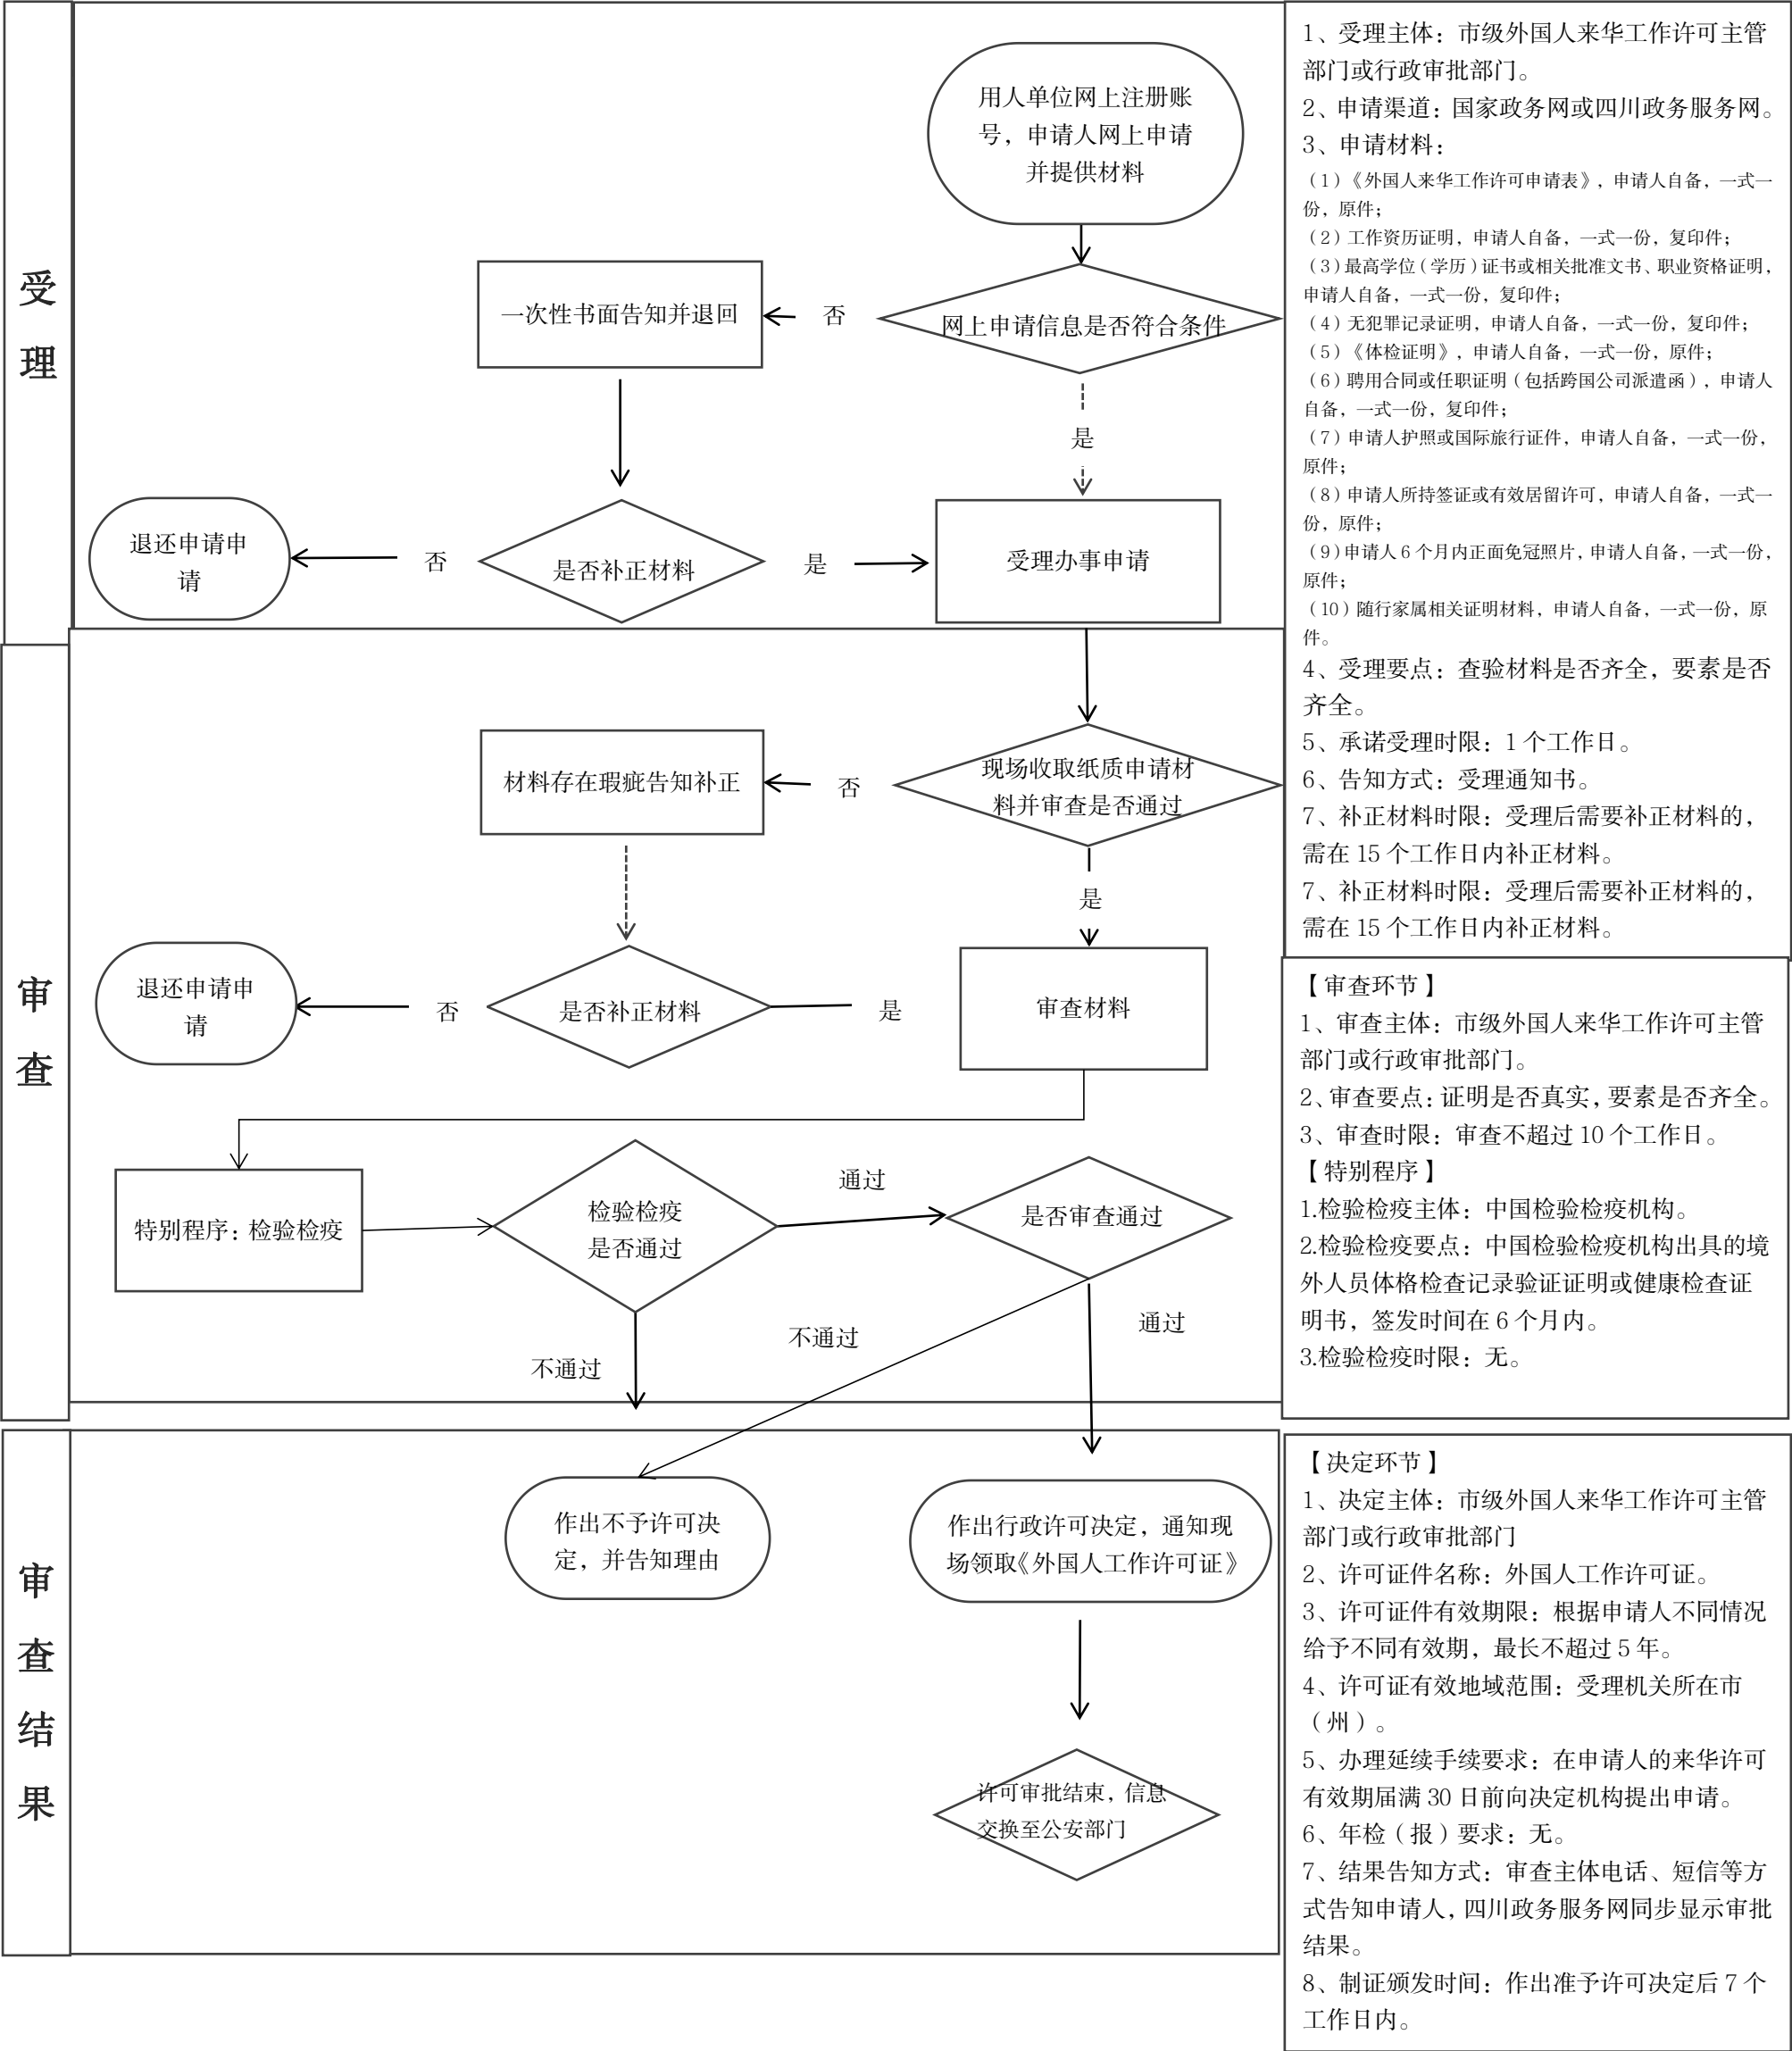 受
理
用人单位网上注册账
号，申请人网上申请
并提供材料
一次性书面告知并退回
否
网上申请信息是否符合条件
是
退还申请申
请
否
是否补正材料
是
受理办事申请
1、受理主体：市级外国人来华工作许可主管
部门或行政审批部门。
2、申请渠道：国家政务网或四川政务服务网。
3、申请材料：
（1）《外国人来华工作许可申请表》，申请人自备，一式一
份，原件；
（2）工作资历证明，申请人自备，一式一份，复印件；
（3）最高学位（学历）证书或相关批准文书、职业资格证明，
申请人自备，一式一份，复印件；
（4）无犯罪记录证明，申请人自备，一式一份，复印件；
（5）《体检证明》，申请人自备，一式一份，原件；
（6）聘用合同或任职证明（包括跨国公司派遣函），申请人
自备，一式一份，复印件；
（7）申请人护照或国际旅行证件，申请人自备，一式一份，
原件；
（8）申请人所持签证或有效居留许可，申请人自备，一式一
份，原件；
（9）申请人6个月内正面免冠照片，申请人自备，一式一份，
原件；
（10）随行家属相关证明材料，申请人自备，一式一份，原
件。
4、受理要点：查验材料是否齐全，要素是否
齐全。
5、承诺受理时限：1个工作日。
6、告知方式：受理通知书。
7、补正材料时限：受理后需要补正材料的，
需在15个工作日内补正材料。
7、补正材料时限：受理后需要补正材料的，
需在15个工作日内补正材料。
审
查
材料存在瑕疵告知补正
否
现场收取纸质申请材
料并审查是否通过
是
退还申请申
请
否
是否补正材料
是
审查材料
特别程序：检验检疫
检验检疫
是否通过
通过
是否审查通过
不通过
不通过
通过
【审查环节】
1、审查主体：市级外国人来华工作许可主管
部门或行政审批部门。
2、审查要点：证明是否真实，要素是否齐全。
3、审查时限：审查不超过10个工作日。
【特别程序】
1.检验检疫主体：中国检验检疫机构。
2.检验检疫要点：中国检验检疫机构出具的境
外人员体格检查记录验证证明或健康检查证
明书，签发时间在6个月内。
3.检验检疫时限：无。
审
查
结
果
作出不予许可决
定，并告知理由
作出行政许可决定，通知现
场领取《外国人工作许可证》
许可审批结束，信息
交换至公安部门
【决定环节】
1、决定主体：市级外国人来华工作许可主管
部门或行政审批部门
2、许可证件名称：外国人工作许可证。
3、许可证件有效期限：根据申请人不同情况
给予不同有效期，最长不超过5年。
4、许可证有效地域范围：受理机关所在市
（州）。
5、办理延续手续要求：在申请人的来华许可
有效期届满30日前向决定机构提出申请。
6、年检（报）要求：无。
7、结果告知方式：审查主体电话、短信等方
式告知申请人，四川政务服务网同步显示审批
结果。
8、制证颁发时间：作出准予许可决定后7个
工作日内。